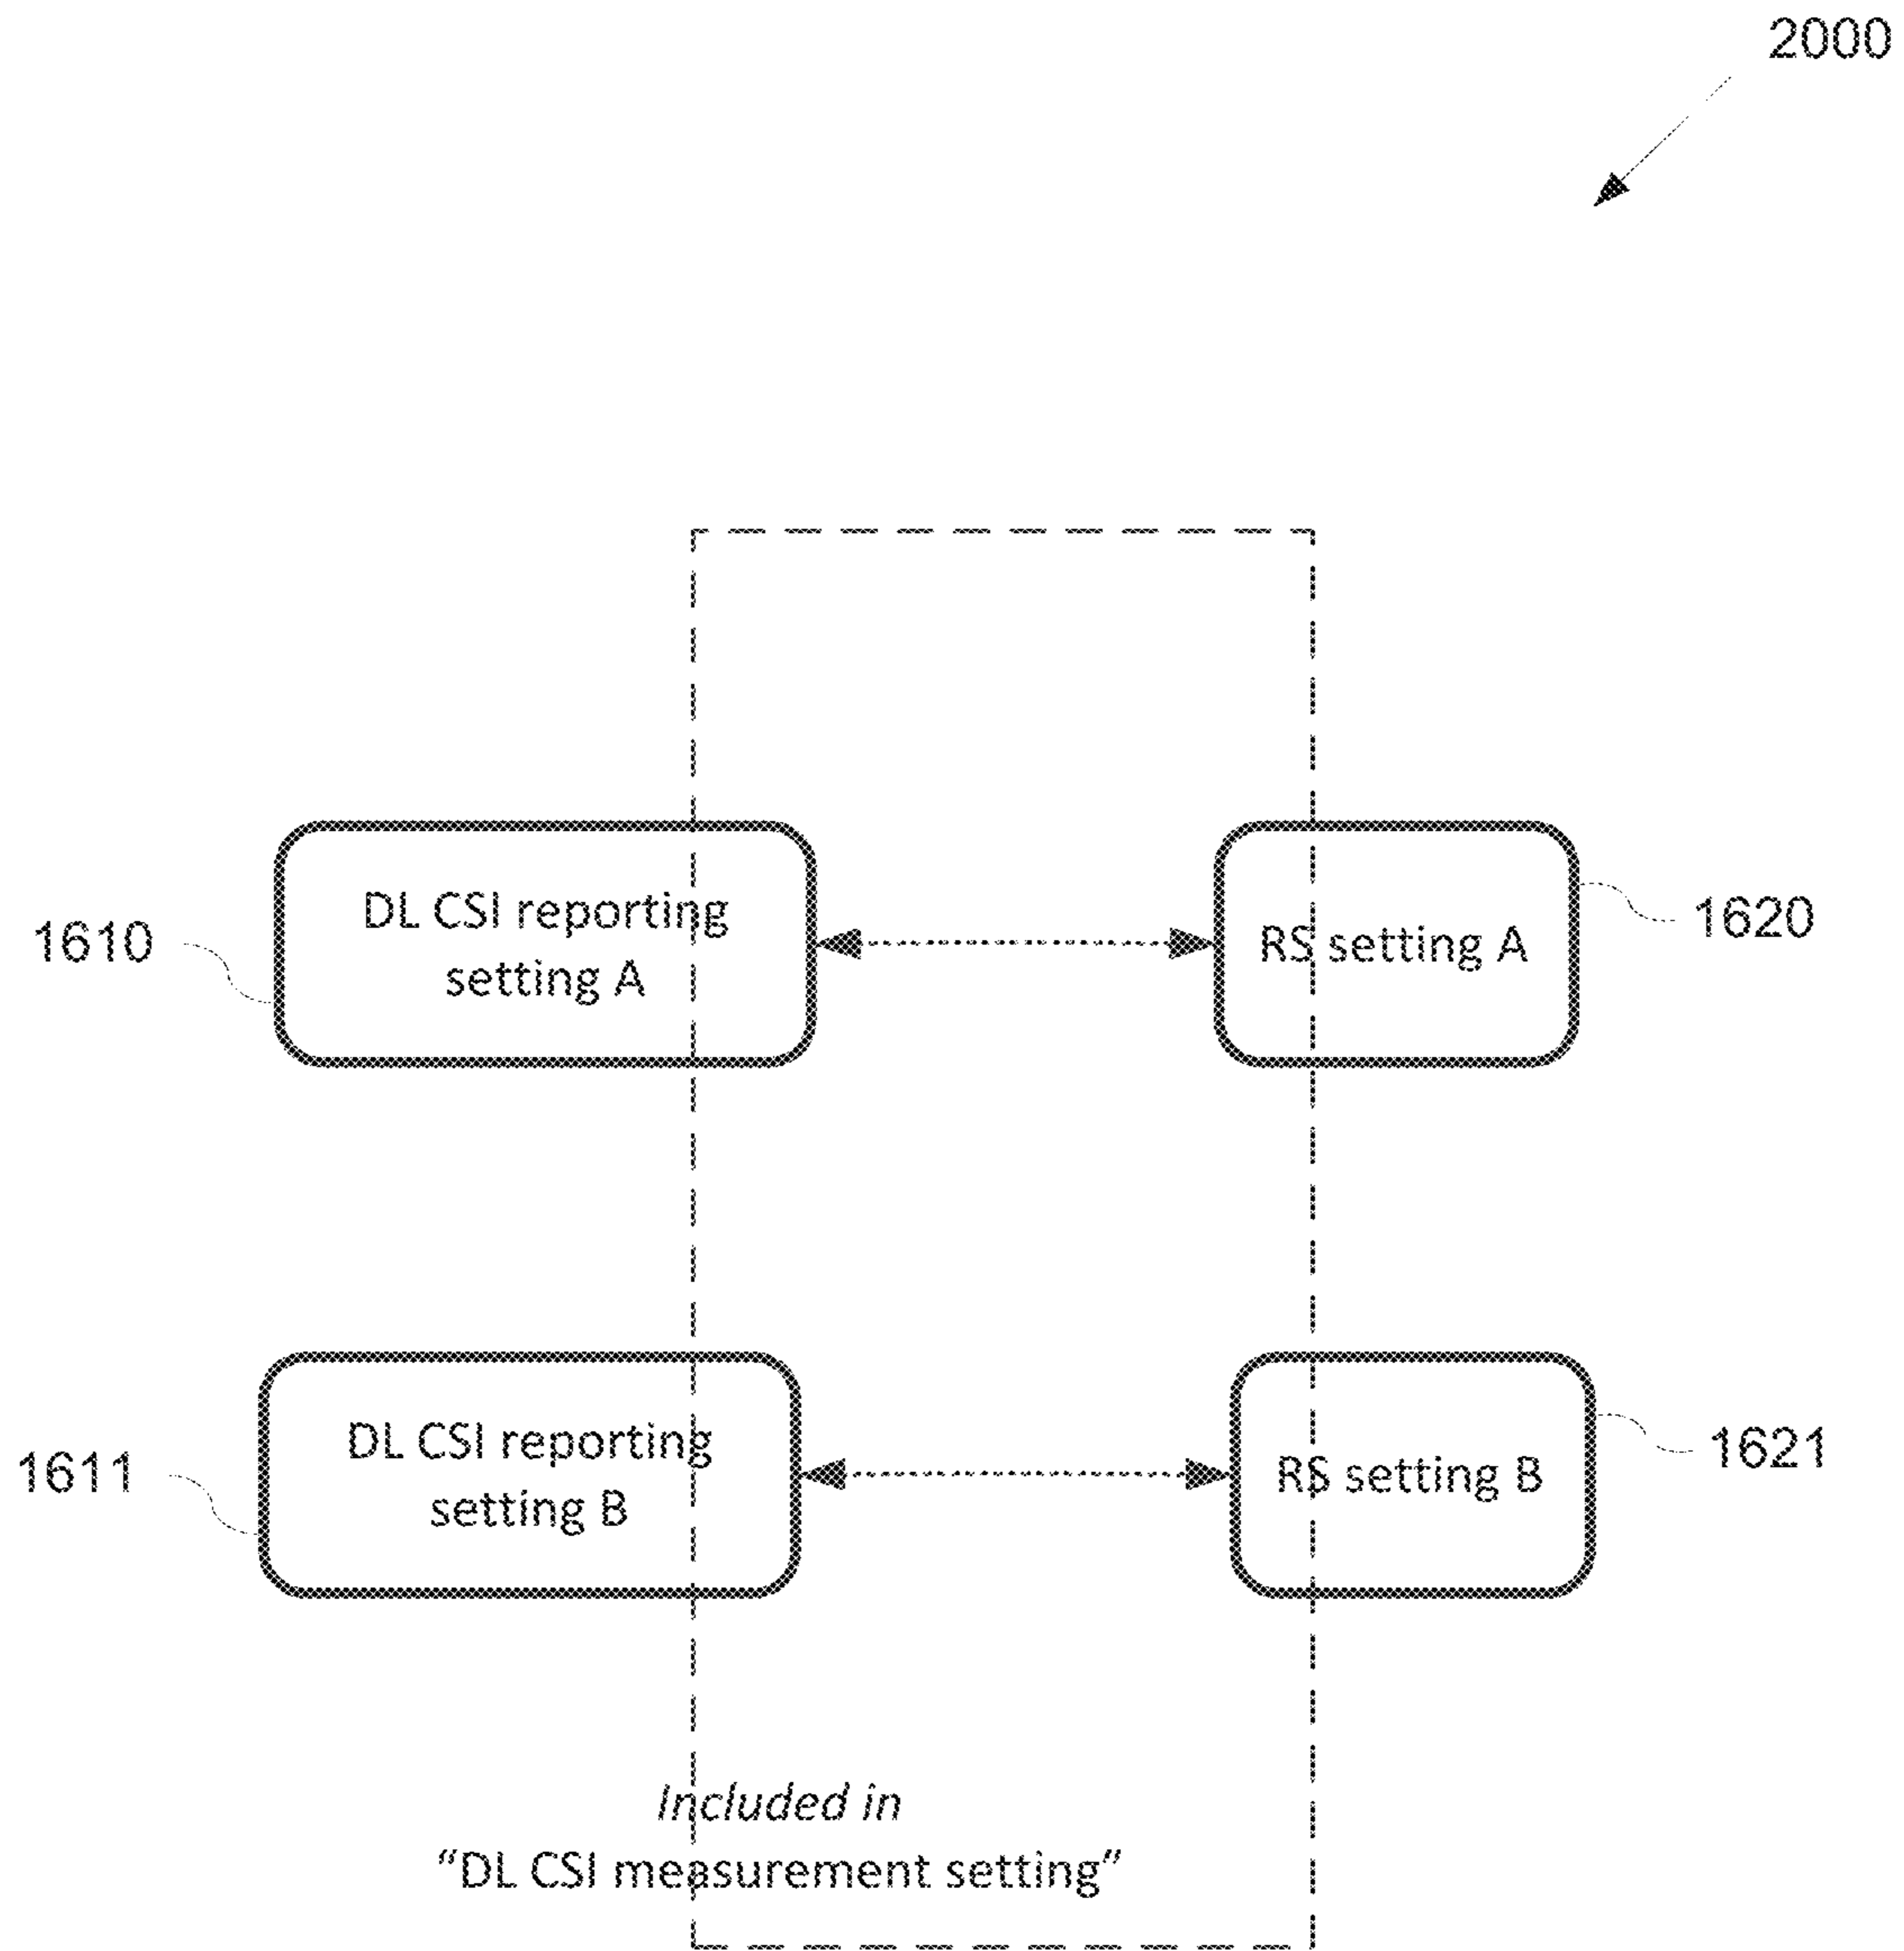 2000
DL CSI reporting
setting A
1610
RS setting A
1620
DL CSI reporting
setting B
1611
RS setting B
1621
Included in
“DL CSI measurement setting”